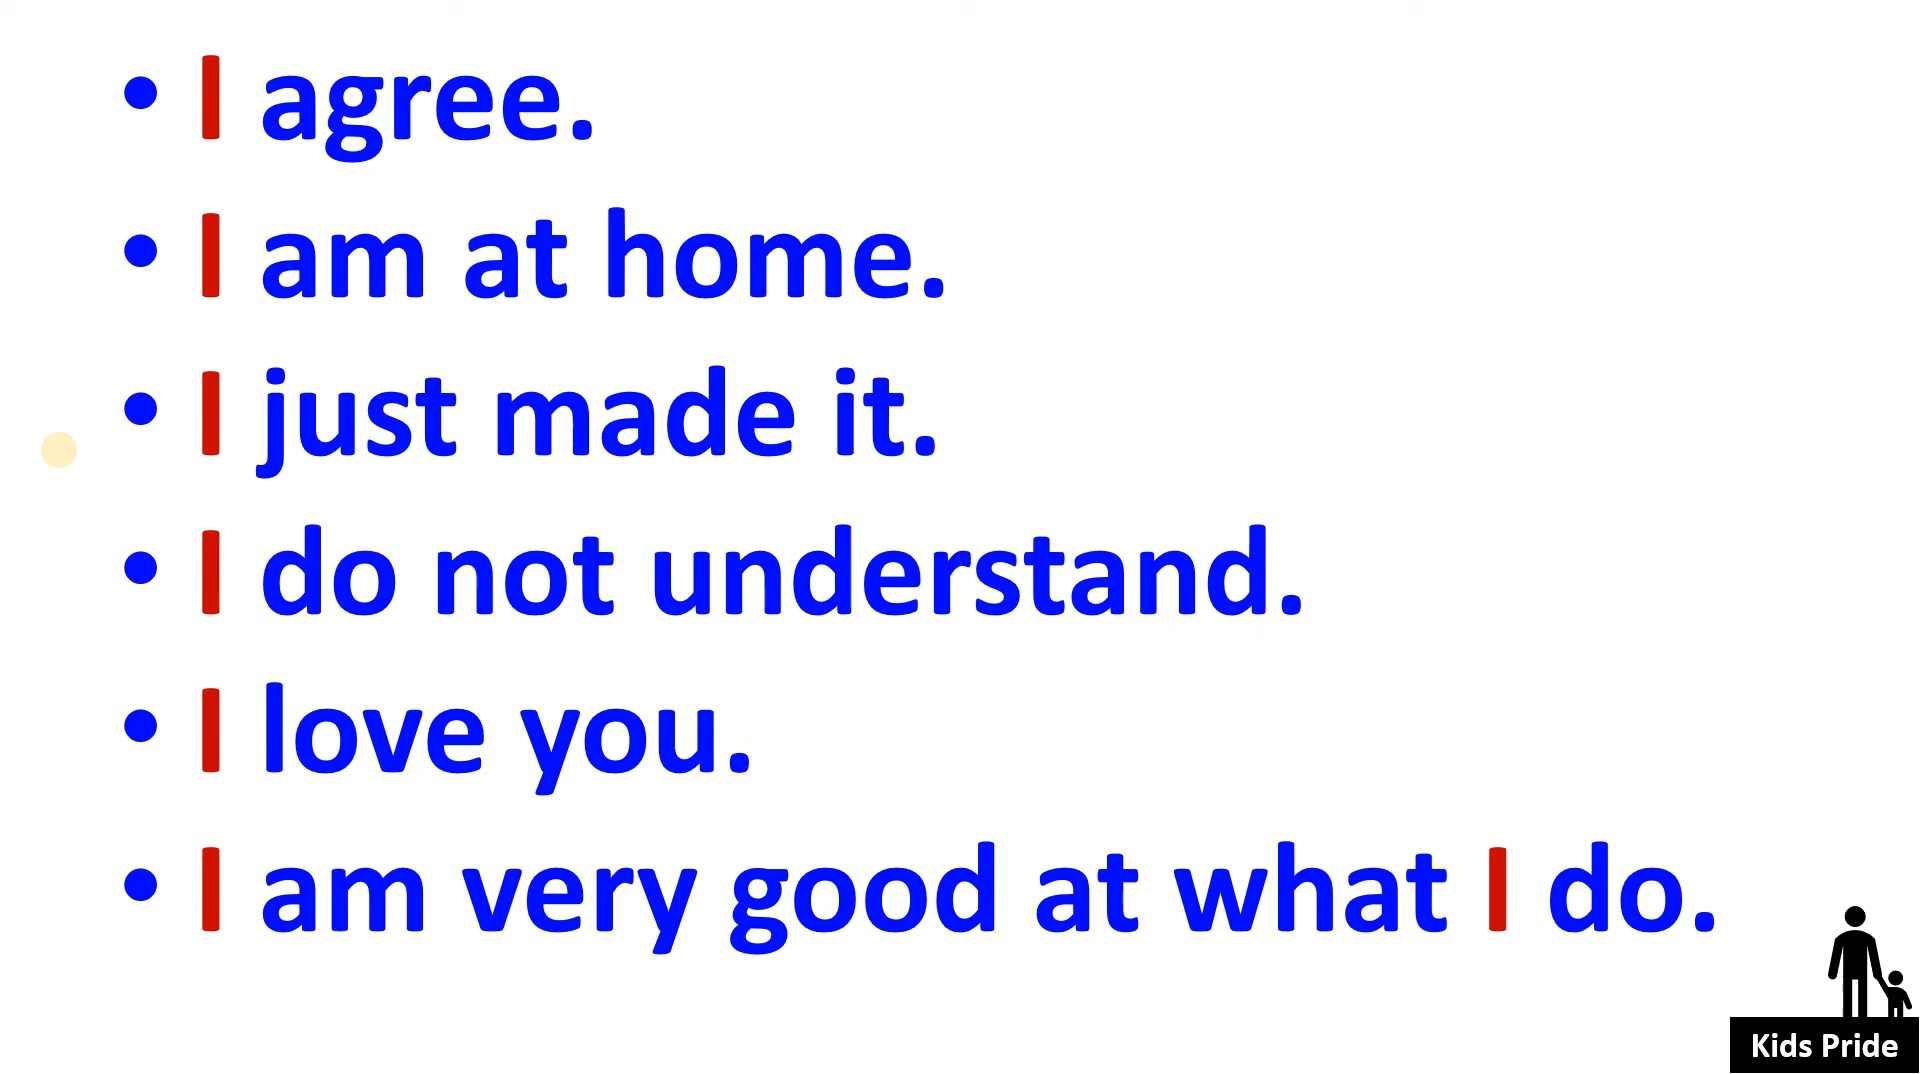 • I agree.
• I am at home.
• I just made it.
• I do not understand.
• I love you.
• I am very good at what I do.
Kids Pride